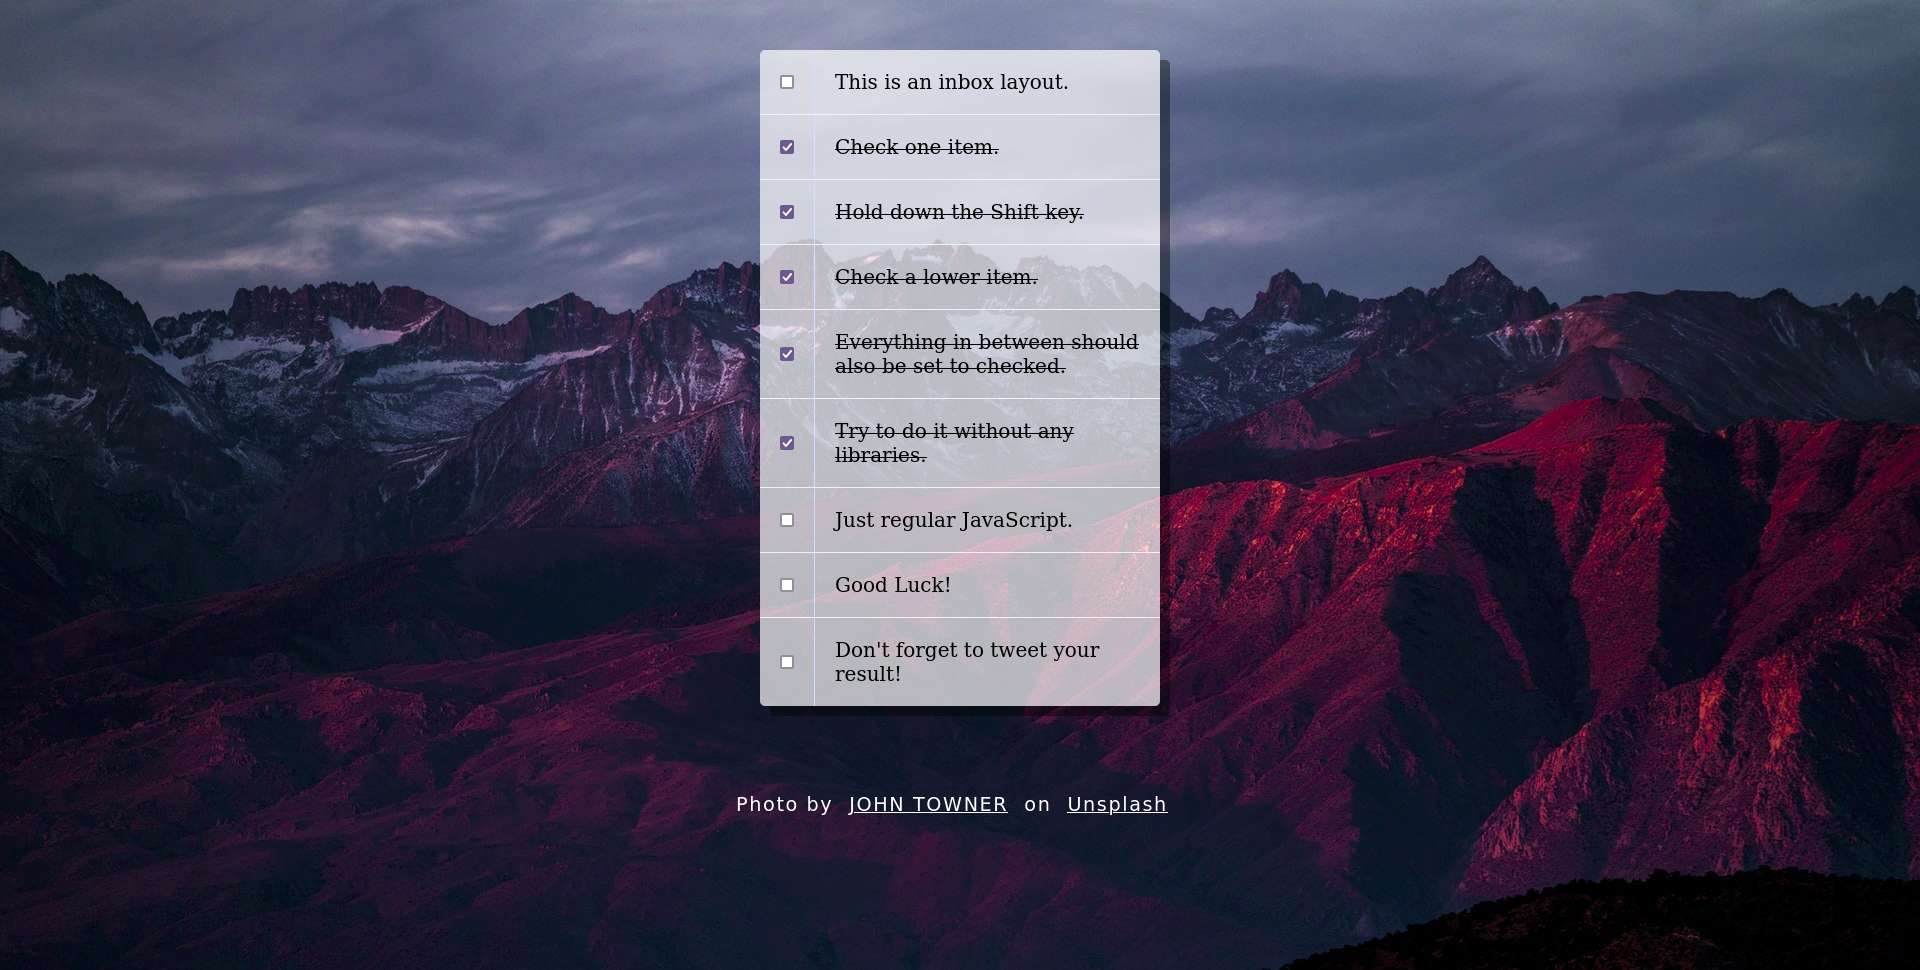 This is an inbox layout.
Check one item.
Hold down the Shift key.
Check a lower item.
Everything in between should
also be set to checked.
Try to do it without any
libraries.
Just regular JavaScript.
Good Luck!
Don't forget to tweet your
result!
Photo by JOHN TOWNER on Unsplash